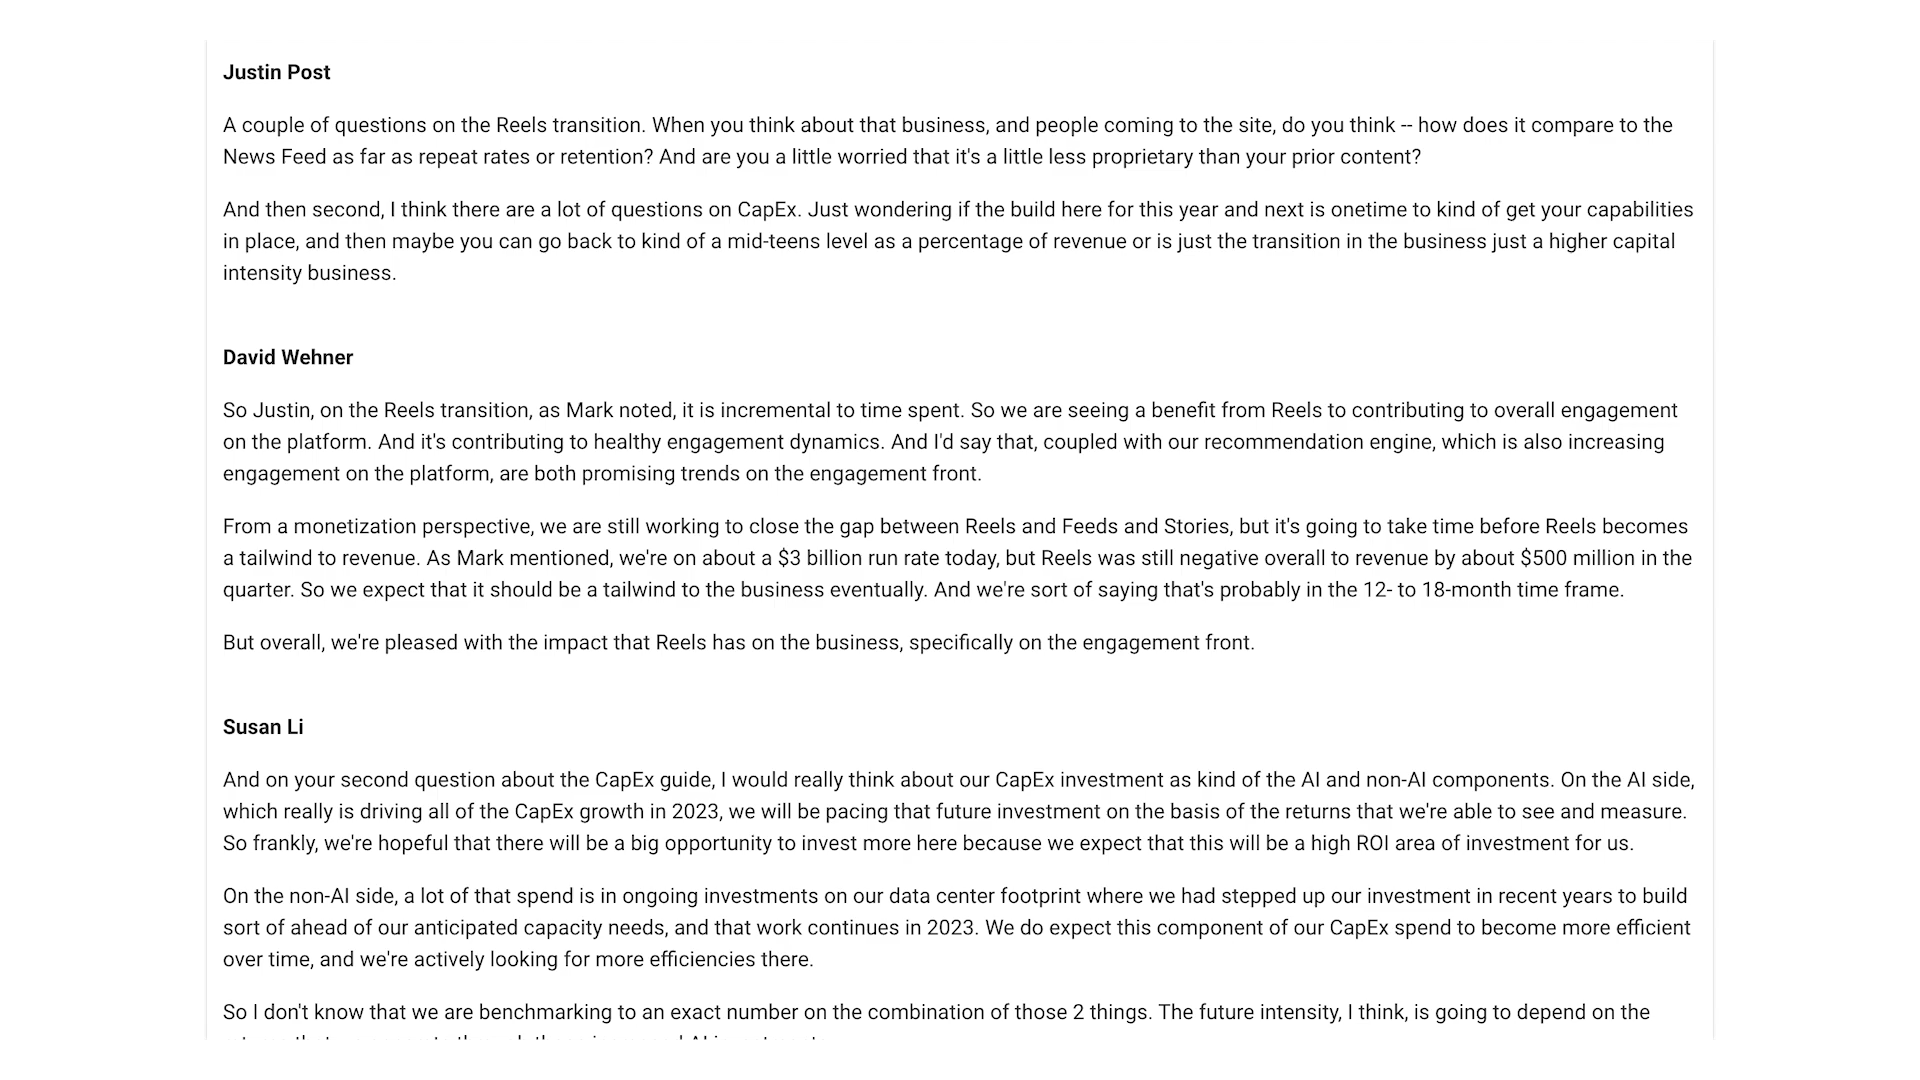 Justin Post
A couple of questions on the Reels transition. When you think about that business, and people coming to the site, do you think -- how does it compare to the
News Feed as far as repeat rates or retention? And are you a little worried that it's a little less proprietary than your prior content?
And then second, I think there are a lot of questions on CapEx. Just wondering if the build here for this year and next is onetime to kind of get your capabilities
in place, and then maybe you can go back to kind of a mid-teens level as a percentage of revenue or is just the transition in the business just a higher capital
intensity business.
David Wehner
So Justin, on the Reels transition, as Mark noted, it is incremental to time spent. So we are seeing a benefit from Reels to contributing to overall engagement
on the platform. And it's contributing to healthy engagement dynamics. And I'd say that, coupled with our recommendation engine, which is also increasing
engagement on the platform, are both promising trends on the engagement front.
From a monetization perspective, we are still working to close the gap between Reels and Feeds and Stories, but it's going to take time before Reels becomes
a tailwind to revenue. As Mark mentioned, we're on about a $3 billion run rate today, but Reels was still negative overall to revenue by about $500 million in the
quarter. So we expect that it should be a tailwind to the business eventually. And we're sort of saying that's probably in the 12- to 18-month time frame.
But overall, we're pleased with the impact that Reels has on the business, specifically on the engagement front.
Susan Li
And on your second question about the CapEx guide, I would really think about our CapEx investment as kind of the AI and non-AI components. On the AI side,
which really is driving all of the CapEx growth in 2023, we will be pacing that future investment on the basis of the returns that we're able to see and measure.
So frankly, we're hopeful that there will be a big opportunity to invest more here because we expect that this will be a high ROI area of investment for us.
On the non-AI side, a lot of that spend is in ongoing investments on our data center footprint where we had stepped up our investment in recent years to build
sort of ahead of our anticipated capacity needs, and that work continues in 2023. We do expect this component of our CapEx spend to become more efficient
over time, and we're actively looking for more efficiencies there.
So I don't know that we are benchmarking to an exact number on the combination of those 2 things. The future intensity, I think, is going to depend on the